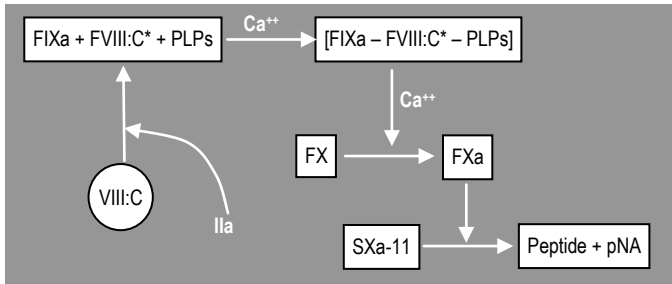 FIXa + FVIII:C* + PLPs
Ca⁺⁺
[FIXa – FVIII:C* – PLPs]
Ca⁺⁺
FX
FXa
VIII:C
IIa
SXa-11
Peptide + pNA